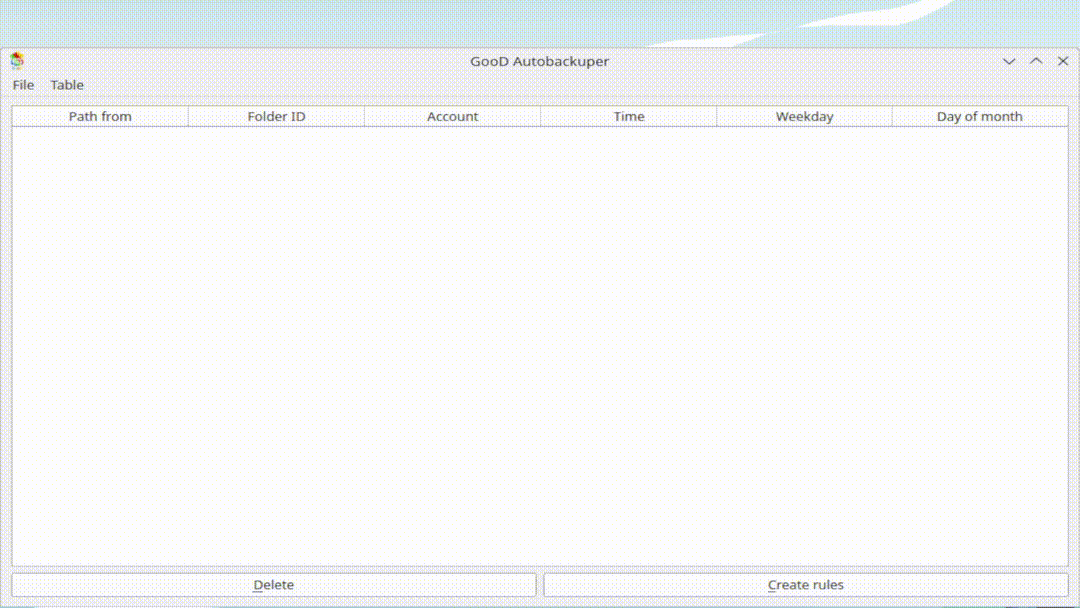 GooD Autobackuper
File Table
Path from Folder ID Account Time Weekday Day of month
Delete Create rules